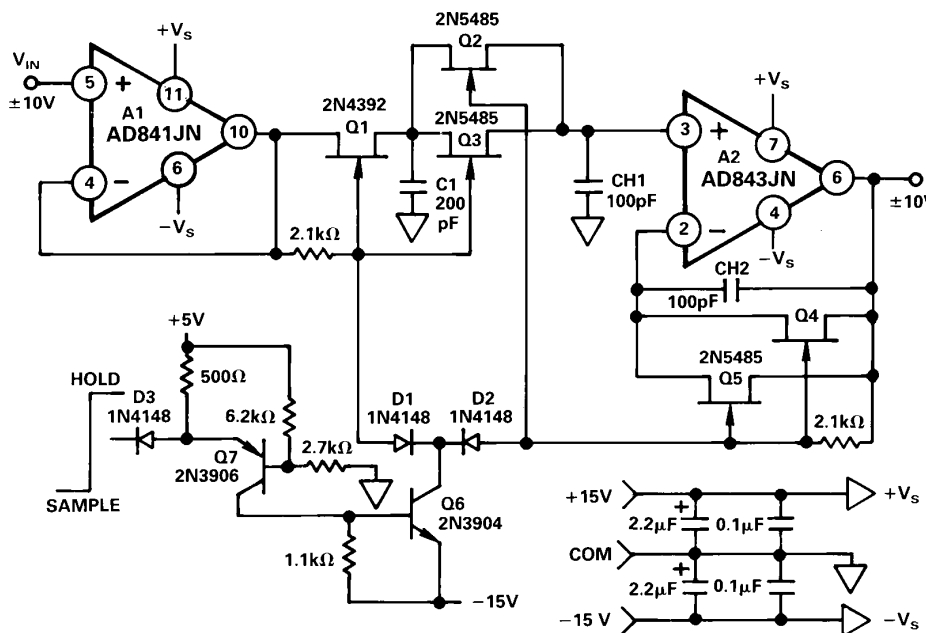 2N5485
Q2
+VS
VIN
±10V
5
+
11
A1
AD841JN
10
4
−
6
−VS
2N4392
Q1
2N5485
Q3
C1
200
pF
CH1
100pF
+VS
3
+
7
A2
AD843JN
6
±10V
2
−
4
−VS
2.1kΩ
CH2
100pF
Q4
2N5485
Q5
2.1kΩ
+5V
HOLD
500Ω
D3
1N4148
6.2kΩ
D1
1N4148
D2
1N4148
Q7
2N3906
2.7kΩ
SAMPLE
Q6
2N3904
1.1kΩ
−15V
+15V
+VS
+
2.2µF
0.1µF
COM
+
2.2µF
0.1µF
−15 V
−VS